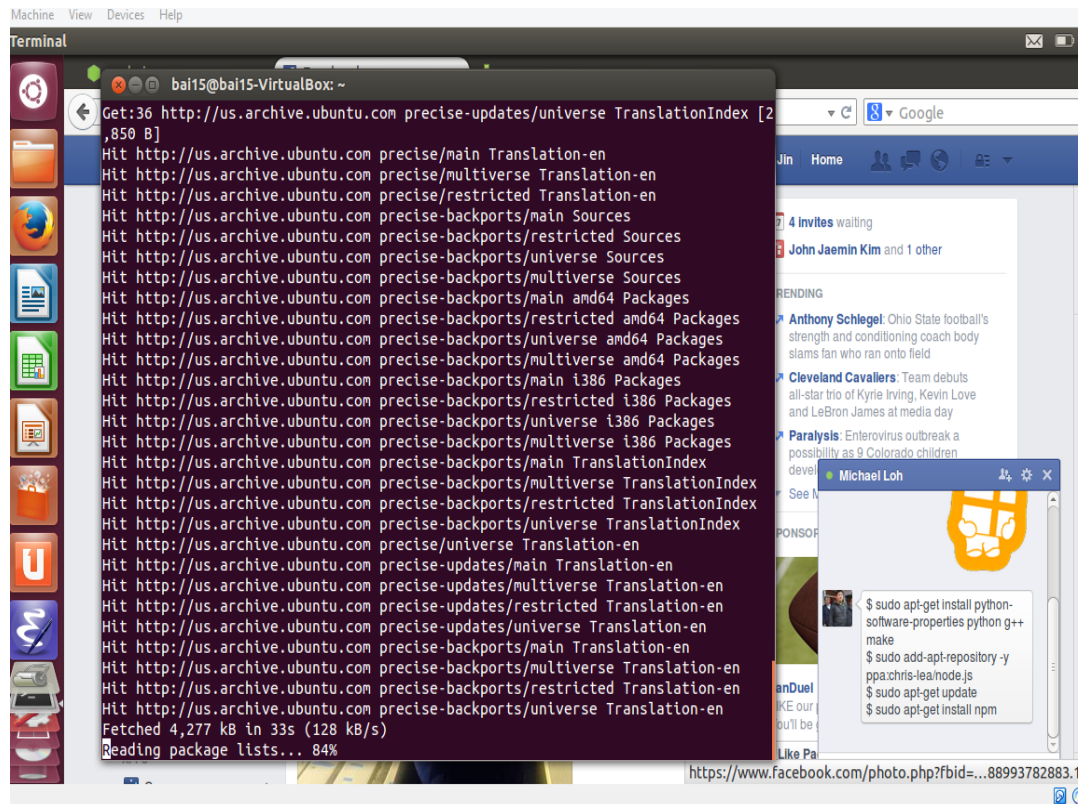 Machine View Devices Help
Terminal
bai15@bai15-VirtualBox: ~
Get:36 http://us.archive.ubuntu.com precise-updates/universe TranslationIndex [2
,850 B]
Hit http://us.archive.ubuntu.com precise/main Translation-en
Hit http://us.archive.ubuntu.com precise/multiverse Translation-en
Hit http://us.archive.ubuntu.com precise/restricted Translation-en
Hit http://us.archive.ubuntu.com precise-backports/main Sources
Hit http://us.archive.ubuntu.com precise-backports/restricted Sources
Hit http://us.archive.ubuntu.com precise-backports/universe Sources
Hit http://us.archive.ubuntu.com precise-backports/multiverse Sources
Hit http://us.archive.ubuntu.com precise-backports/main amd64 Packages
Hit http://us.archive.ubuntu.com precise-backports/restricted amd64 Packages
Hit http://us.archive.ubuntu.com precise-backports/universe amd64 Packages
Hit http://us.archive.ubuntu.com precise-backports/multiverse amd64 Packages
Hit http://us.archive.ubuntu.com precise-backports/main i386 Packages
Hit http://us.archive.ubuntu.com precise-backports/restricted i386 Packages
Hit http://us.archive.ubuntu.com precise-backports/universe i386 Packages
Hit http://us.archive.ubuntu.com precise-backports/multiverse i386 Packages
Hit http://us.archive.ubuntu.com precise-backports/main TranslationIndex
Hit http://us.archive.ubuntu.com precise-backports/multiverse TranslationIndex
Hit http://us.archive.ubuntu.com precise-backports/restricted TranslationIndex
Hit http://us.archive.ubuntu.com precise-backports/universe TranslationIndex
Hit http://us.archive.ubuntu.com precise/universe Translation-en
Hit http://us.archive.ubuntu.com precise-updates/main Translation-en
Hit http://us.archive.ubuntu.com precise-updates/multiverse Translation-en
Hit http://us.archive.ubuntu.com precise-updates/restricted Translation-en
Hit http://us.archive.ubuntu.com precise-updates/universe Translation-en
Hit http://us.archive.ubuntu.com precise-backports/main Translation-en
Hit http://us.archive.ubuntu.com precise-backports/multiverse Translation-en
Hit http://us.archive.ubuntu.com precise-backports/restricted Translation-en
Hit http://us.archive.ubuntu.com precise-backports/universe Translation-en
Fetched 4,277 kB in 33s (128 kB/s)
Reading package lists... 84%
Google
Jin Home
4 invites waiting
John Jaemin Kim and 1 other
RENDING
Anthony Schlegel: Ohio State football's
strength and conditioning coach body
slams fan who ran onto field
Cleveland Cavaliers: Team debuts
all-star trio of Kyrie Irving, Kevin Love
and LeBron James at media day
Paralysis: Enterovirus outbreak a
possibility as 9 Colorado children
devel
See M
PONSOR
anDuel
IKE our
ou'll be
Like Pa
Michael Loh
$ sudo apt-get install python-
software-properties python g++
make
$ sudo add-apt-repository -y
ppa:chris-lea/node.js
$ sudo apt-get update
$ sudo apt-get install npm
https://www.facebook.com/photo.php?fbid=...88993782883.1